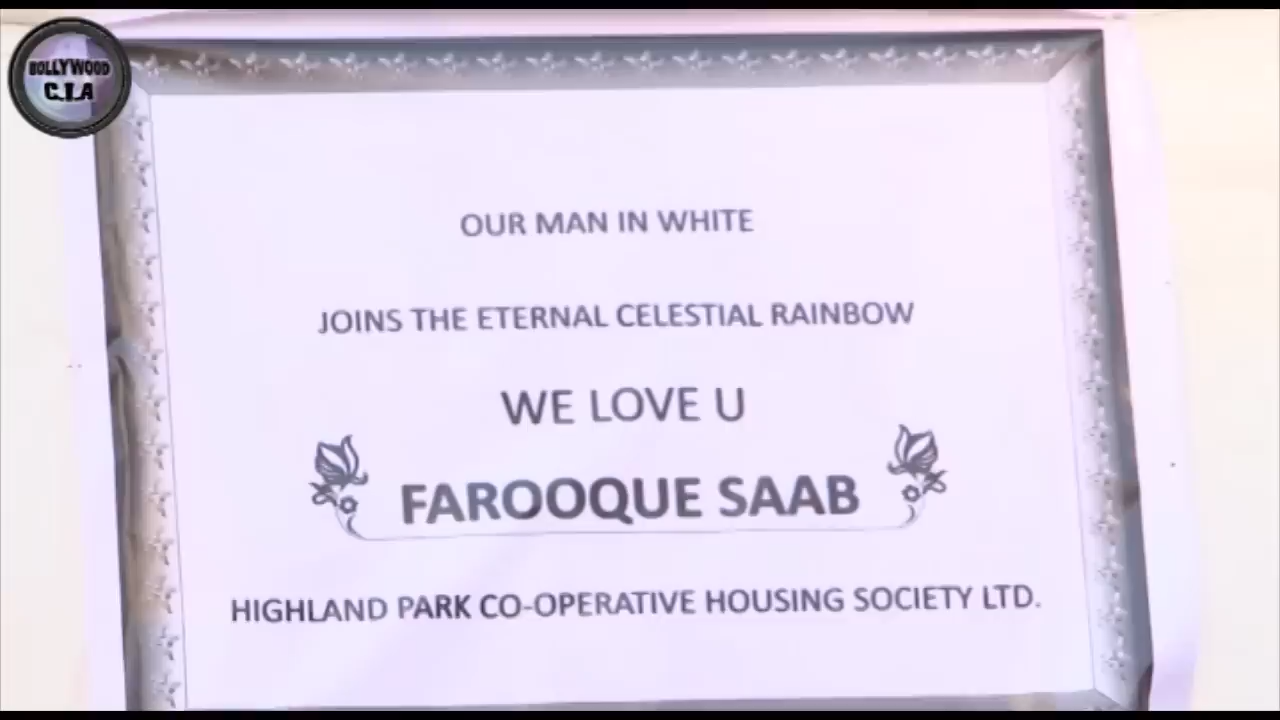 BOLLYWOOD
C.I.A
OUR MAN IN WHITE
JOINS THE ETERNAL CELESTIAL RAINBOW
WE LOVE U
FAROOQUE SAAB
HIGHLAND PARK CO-OPERATIVE HOUSING SOCIETY LTD.